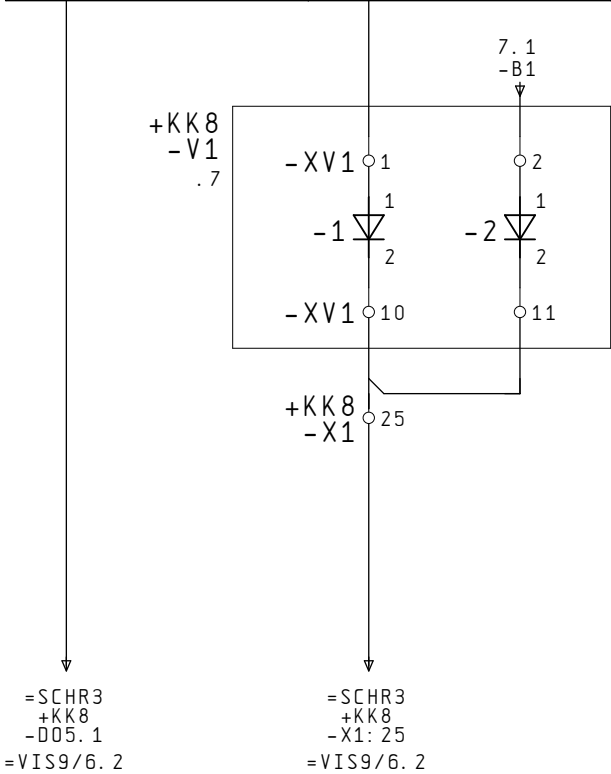 7.1
-B1
+KK8
-V1
.7
-XV1 1 2
1 1
-1 -2
2 2
-XV1 10 11
+KK8
-X1 25
=SCHR3 =SCHR3
+KK8 +KK8
-D05.1 -X1:25
=VIS9/6.2 =VIS9/6.2